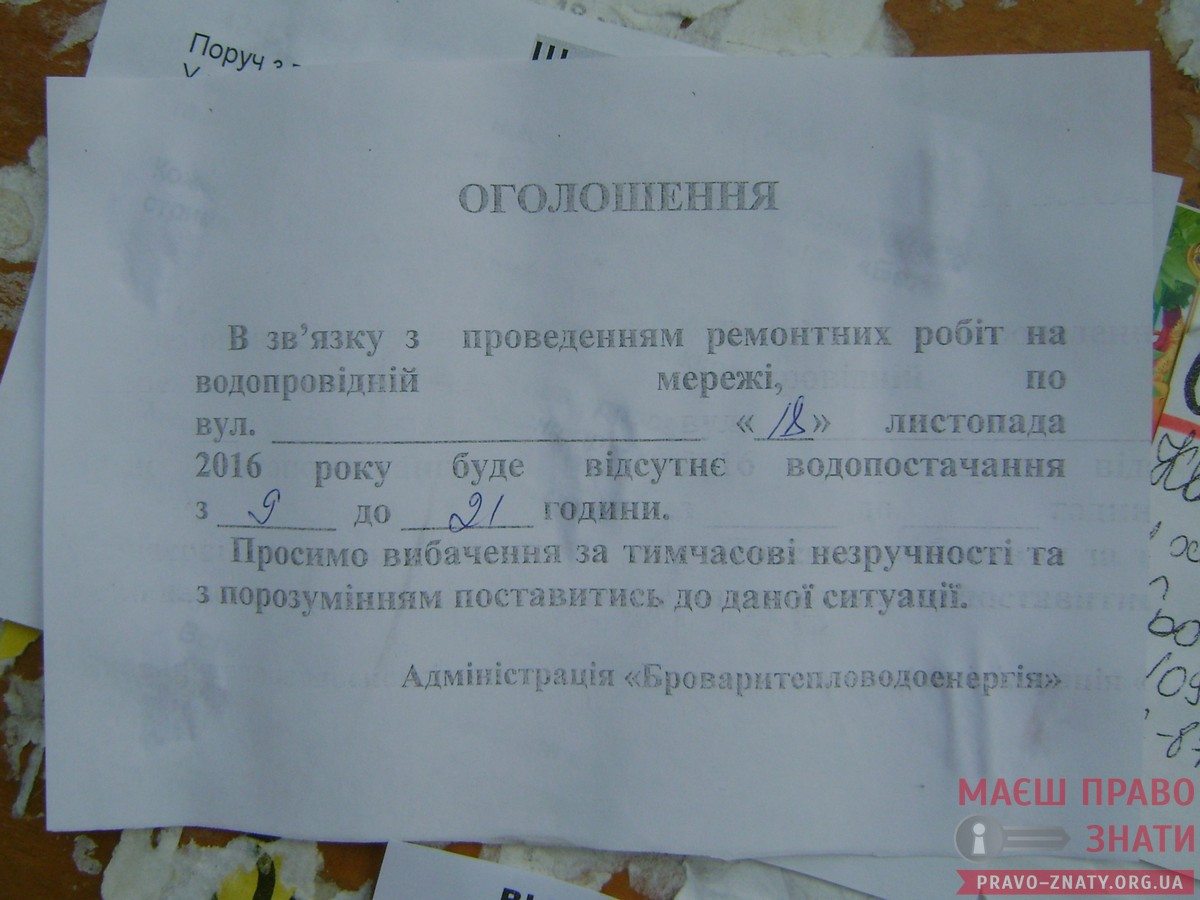 Поруч з
ОГОЛОШЕННЯ
В зв’язку з проведенням ремонтних робіт на
водопровідній мережі, по
вул. ____________ «18» листопада
2016 року буде відсутнє водопостачання
з 9 до 21 години.
Просимо вибачення за тимчасові незручності та
з порозумінням поставитись до даної ситуації.
Адміністрація «Броваритепловодоенергія»
МАЄШ ПРАВО
ЗНАТИ
PRAVO-ZNATY.ORG.UA